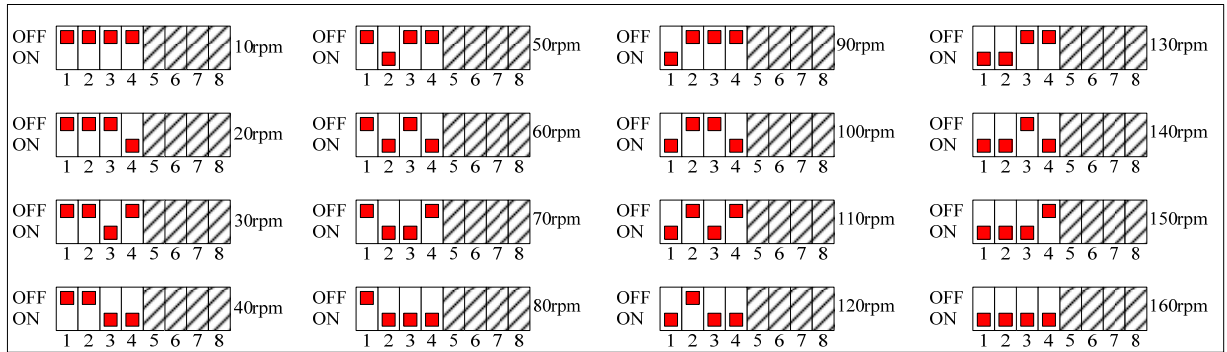 OFF 10rpm OFF 50rpm OFF 90rpm OFF 130rpm
ON ON ON ON
1 2 3 4 5 6 7 8 1 2 3 4 5 6 7 8 1 2 3 4 5 6 7 8 1 2 3 4 5 6 7 8
OFF 20rpm OFF 60rpm OFF 100rpm OFF 140rpm
ON ON ON ON
1 2 3 4 5 6 7 8 1 2 3 4 5 6 7 8 1 2 3 4 5 6 7 8 1 2 3 4 5 6 7 8
OFF 30rpm OFF 70rpm OFF 110rpm OFF 150rpm
ON ON ON ON
1 2 3 4 5 6 7 8 1 2 3 4 5 6 7 8 1 2 3 4 5 6 7 8 1 2 3 4 5 6 7 8
OFF 40rpm OFF 80rpm OFF 120rpm OFF 160rpm
ON ON ON ON
1 2 3 4 5 6 7 8 1 2 3 4 5 6 7 8 1 2 3 4 5 6 7 8 1 2 3 4 5 6 7 8